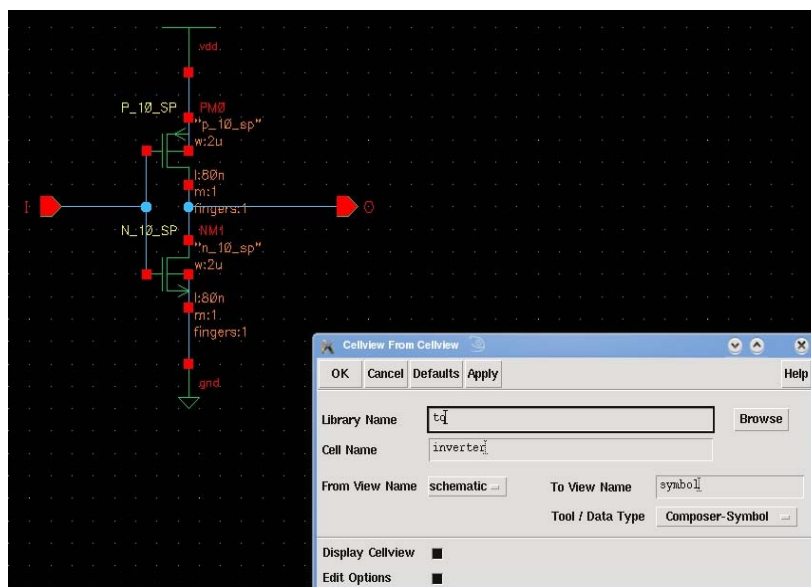 vdd
P_10_SP PM0
"p_10_sp"
w:2u
l:80n
m:1
fingers:1
I O
N_10_SP NM1
"n_10_sp"
w:2u
l:80n
m:1
fingers:1
gnd
Cellview From Cellview
OK Cancel Defaults Apply Help
Library Name Browse
Cell Name inverter
From View Name schematic To View Name symbol
Tool / Data Type Composer-Symbol
Display Cellview
Edit Options